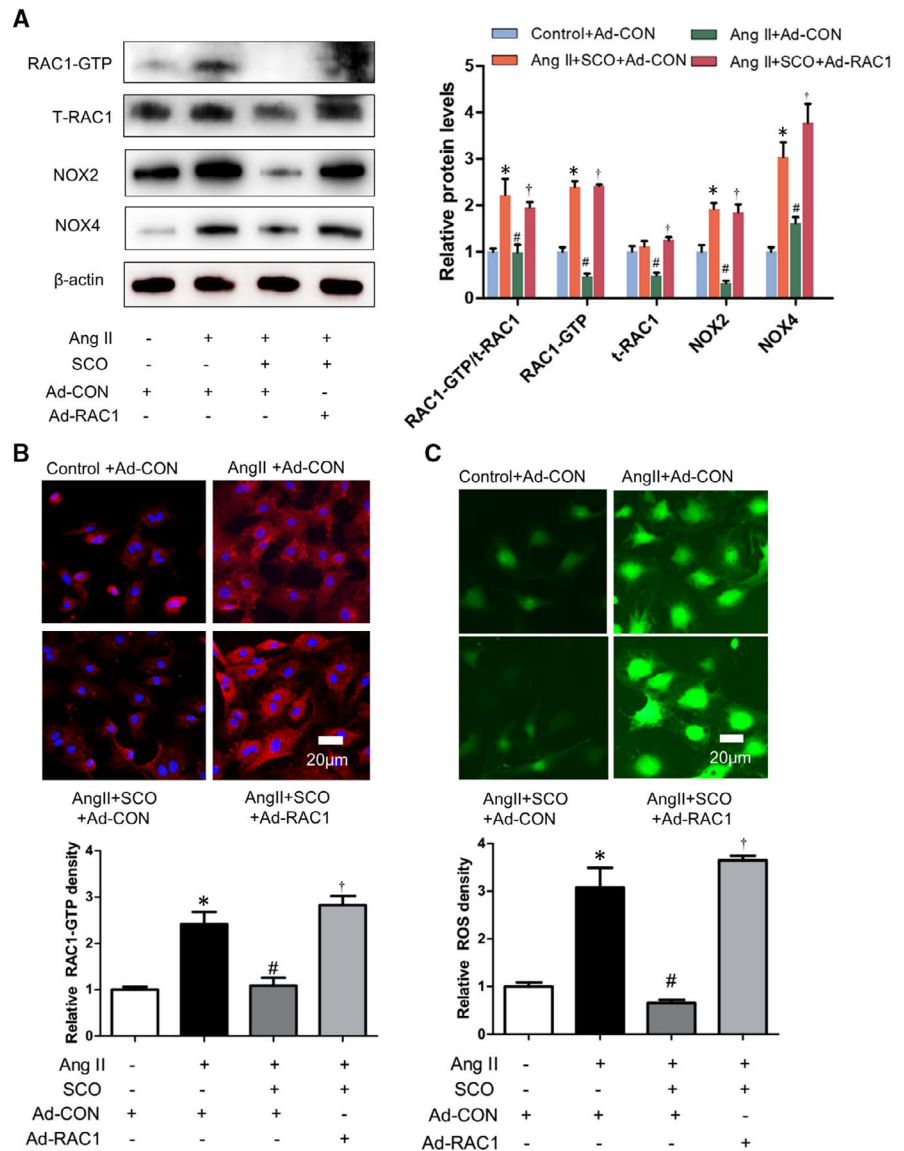 A
RAC1-GTP
T-RAC1
NOX2
NOX4
β-actin
Ang II - + + +
SCO - - + +
Ad-CON + + + -
Ad-RAC1 - - - +
Control+Ad-CON Ang II+Ad-CON
Ang II+SCO+Ad-CON Ang II+SCO+Ad-RAC1
Relative protein levels
5
4
3
2
1
0
* # †
* # †
# †
* # †
* # †
RAC1-GTP/t-RAC1
RAC1-GTP
t-RAC1
NOX2
NOX4
B
Control +Ad-CON AngII +Ad-CON
20μm
AngII+SCO AngII+SCO
+Ad-CON +Ad-RAC1
Relative RAC1-GTP density
4
3
2
1
0
* # †
Ang II - + + +
SCO - - + +
Ad-CON + + + -
Ad-RAC1 - - - +
C
Control+Ad-CON AngII+Ad-CON
20μm
AngII+SCO AngII+SCO
+Ad-CON +Ad-RAC1
Relative ROS density
4
3
2
1
0
* # †
Ang II - + + +
SCO - - + +
Ad-CON + + + -
Ad-RAC1 - - - +